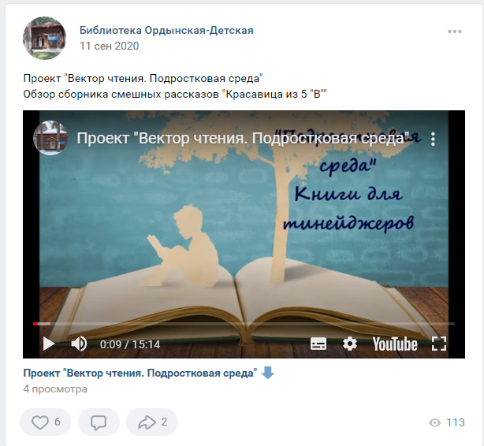 Библиотека Ордынская-Детская
11 сен 2020
Проект "Вектор чтения. Подростковая среда"
Обзор сборника смешных рассказов "Красавица из 5 "В""
Проект "Вектор чтения. Подростковая среда"
среда"
Книги для
тинейджеров
0:09 / 15:14
YouTube
Проект "Вектор чтения. Подростковая среда"
4 просмотра
6
2
113